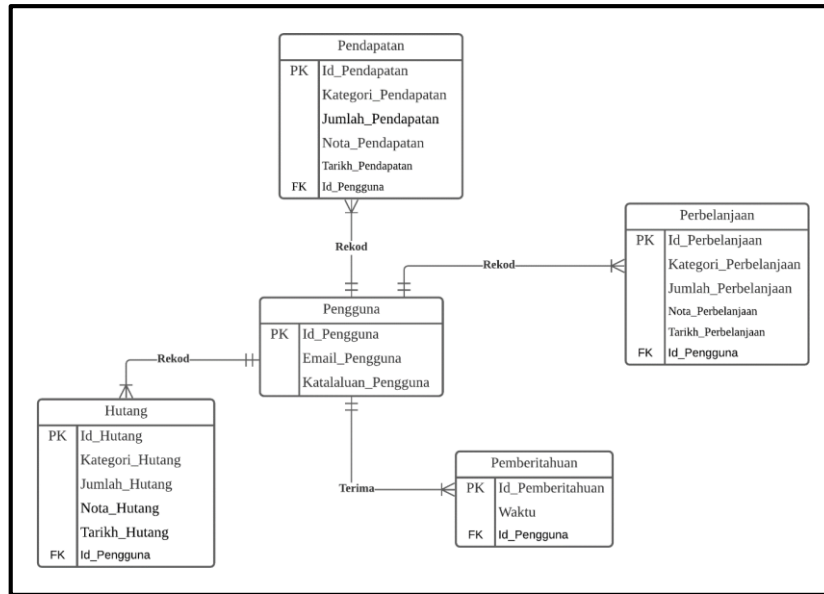 Pendapatan
PK Id_Pendapatan
Kategori_Pendapatan
Jumlah_Pendapatan
Nota_Pendapatan
Tarikh_Pendapatan
FK Id_Pengguna
Rekod
Rekod
Perbelanjaan
PK Id_Perbelanjaan
Kategori_Perbelanjaan
Jumlah_Perbelanjaan
Nota_Perbelanjaan
Tarikh_Perbelanjaan
FK Id_Pengguna
Pengguna
PK Id_Pengguna
Email_Pengguna
Katalaluan_Pengguna
Rekod
Hutang
PK Id_Hutang
Kategori_Hutang
Jumlah_Hutang
Nota_Hutang
Tarikh_Hutang
FK Id_Pengguna
Terima
Pemberitahuan
PK Id_Pemberitahuan
Waktu
FK Id_Pengguna